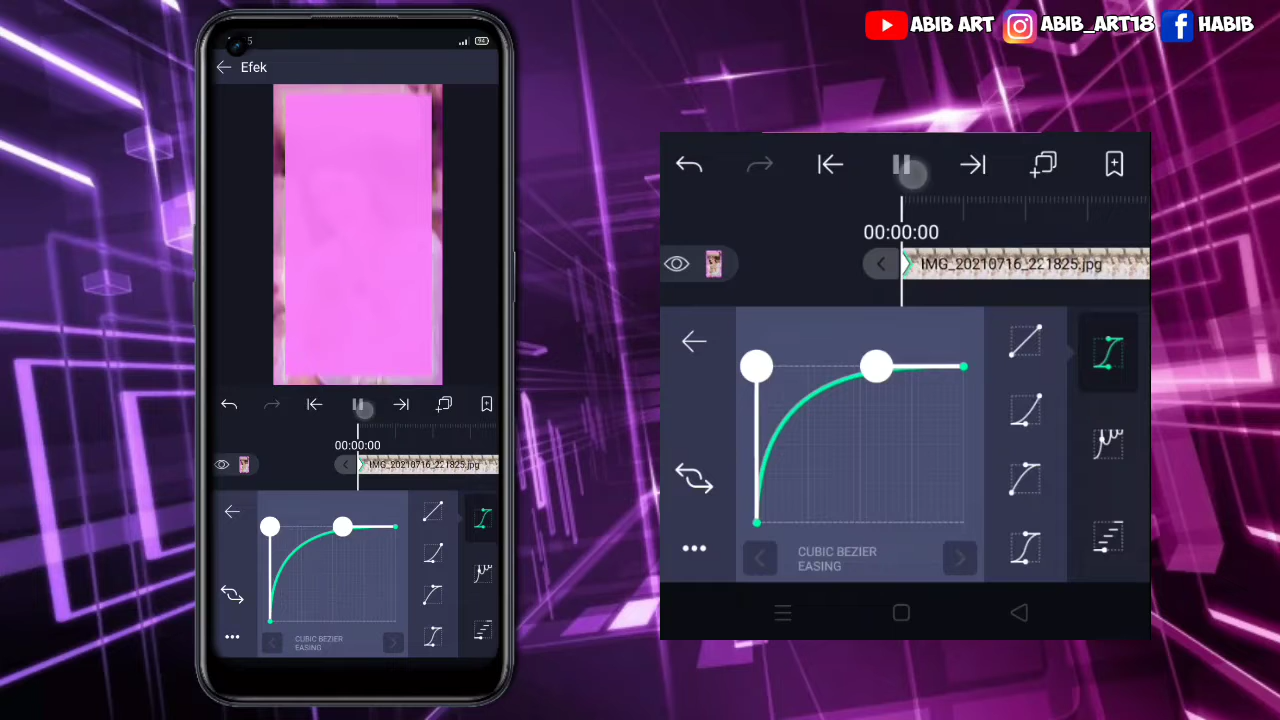 ABIB ART ABIB_ART18 HABIB
5
94
Efek
00:00:00
IMG_20210716_221825.jpg
CUBIC BEZIER
EASING
00:00:00
IMG_20210716_221825.jpg
CUBIC BEZIER
EASING